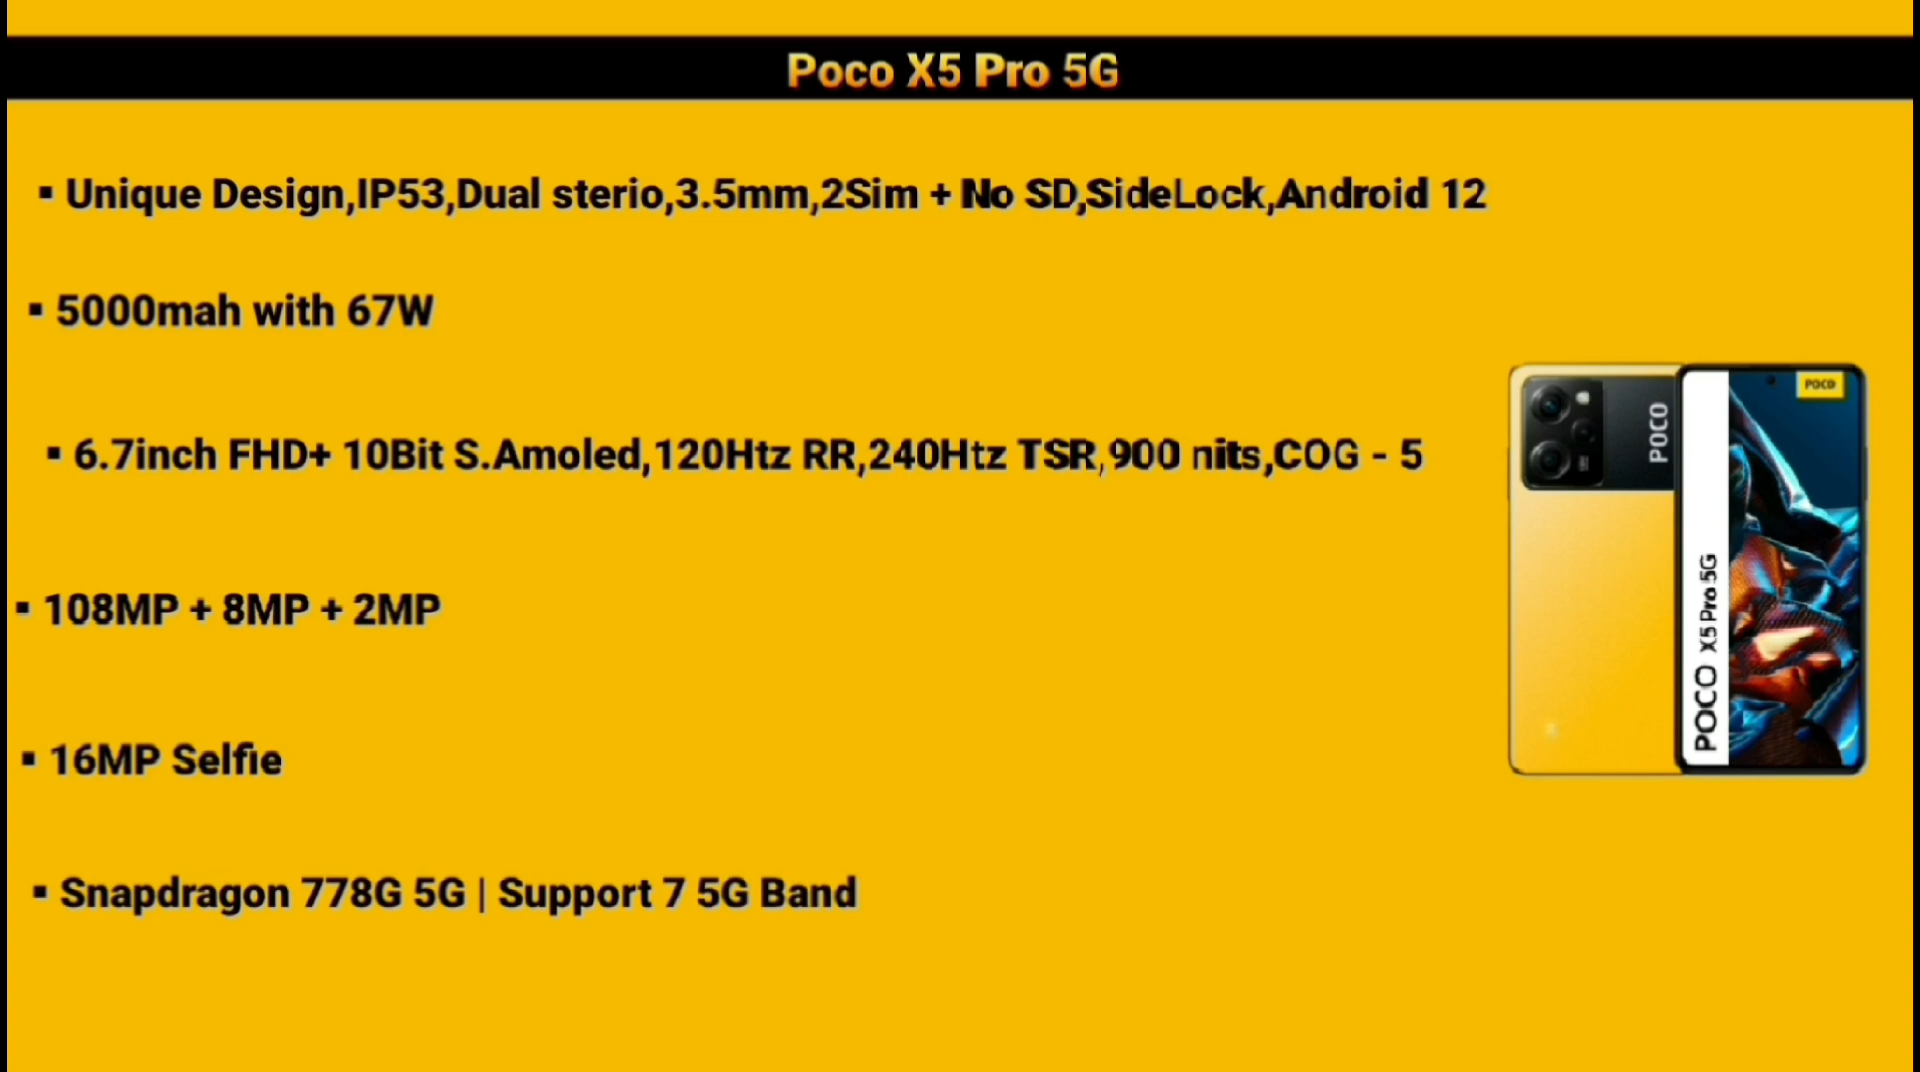 Poco X5 Pro 5G
▪ Unique Design,IP53,Dual sterio,3.5mm,2Sim + No SD,SideLock,Android 12
▪ 5000mah with 67W
▪ 6.7inch FHD+ 10Bit S.Amoled,120Htz RR,240Htz TSR,900 nits,COG - 5
POCO
POCO
POCO X5 Pro 5G
▪ 108MP + 8MP + 2MP
▪ 16MP Selfie
▪ Snapdragon 778G 5G | Support 7 5G Band